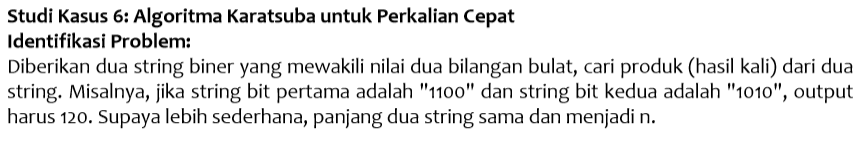 Studi Kasus 6: Algoritma Karatsuba untuk Perkalian Cepat
Identifikasi Problem:
Diberikan dua string biner yang mewakili nilai dua bilangan bulat, cari produk (hasil kali) dari dua
string. Misalnya, jika string bit pertama adalah "1100" dan string bit kedua adalah "1010", output
harus 120. Supaya lebih sederhana, panjang dua string sama dan menjadi n.